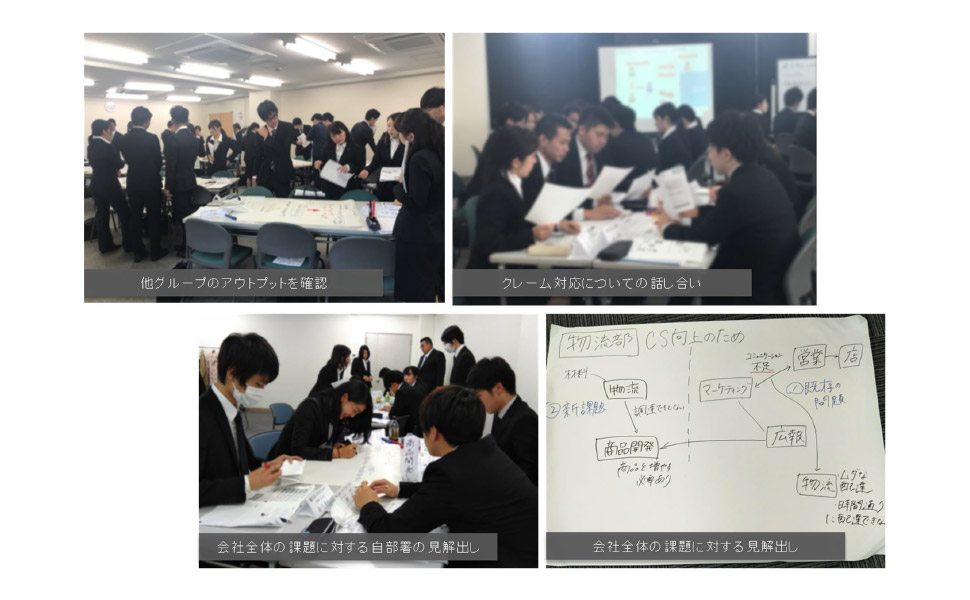 他グループのアウトプットを確認
クレーム対応についての話し合い
商品開発
会社全体の課題に対する自部署の見解出し
物流部 CS向上のため
コミュニケーション
不足
営業
店
材料
物流
マーケティング
①既存の
問題
②新課題
調達できてない
広報
商品開発
商品を増やす
必要あり
物流
・ムダな
配達
・時間通り
に配達できな
会社全体の課題に対する見解出し